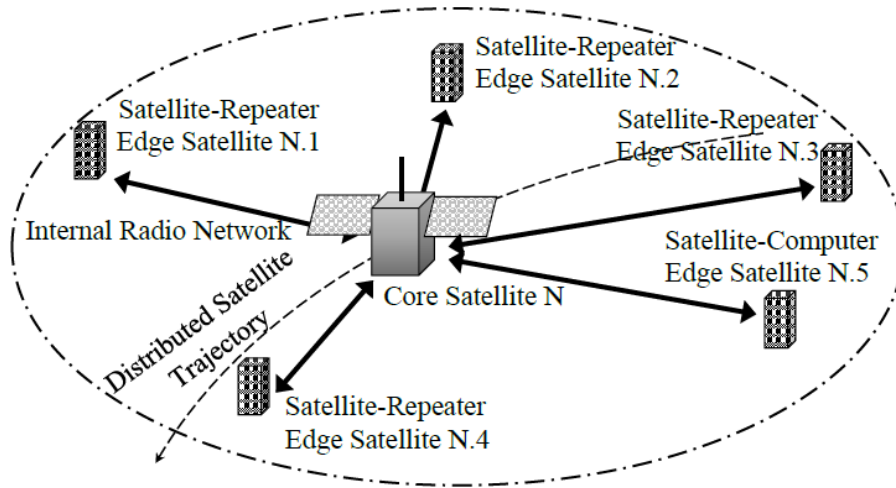 Satellite-Repeater
Edge Satellite N.2
Satellite-Repeater
Edge Satellite N.1
Satellite-Repeater
Edge Satellite N.3
Internal Radio Network
Satellite-Computer
Edge Satellite N.5
Core Satellite N
Distributed Satellite
Trajectory
Satellite-Repeater
Edge Satellite N.4